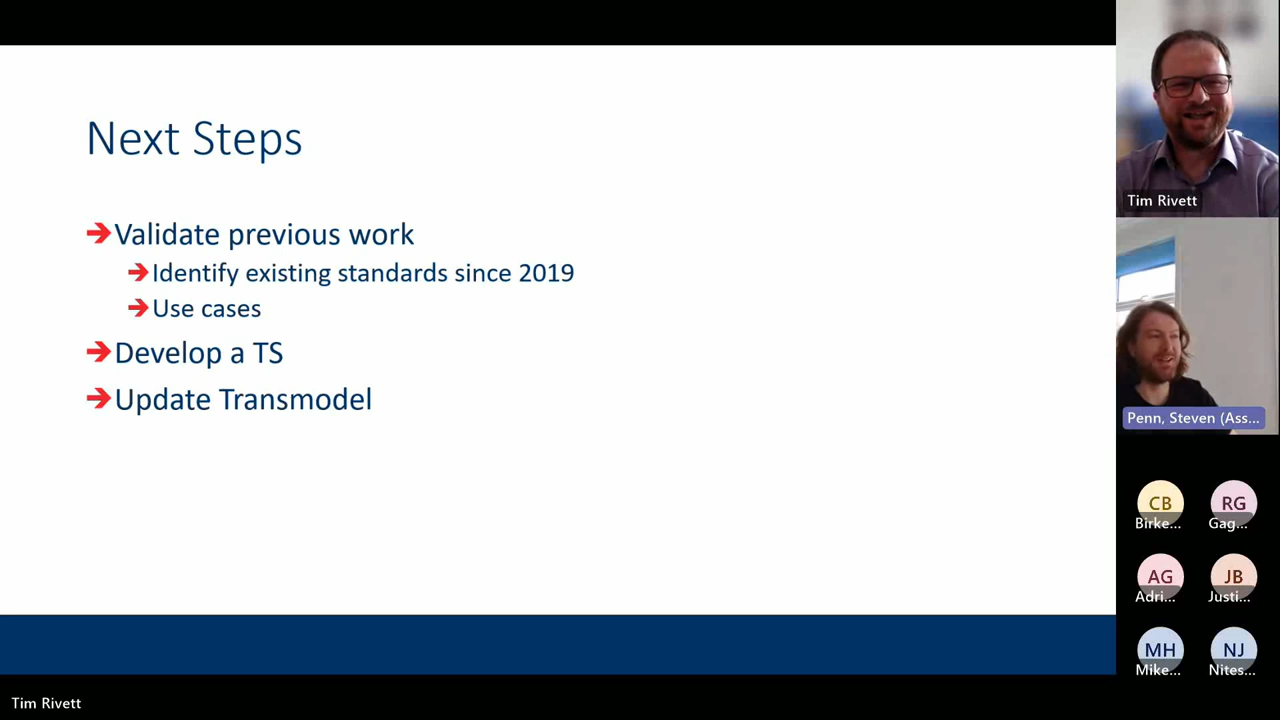 Next Steps
Validate previous work
Identify existing standards since 2019
Use cases
Develop a TS
Update Transmodel
Tim Rivett
Penn, Steven (Ass...
CB
RG
Birke...
Gag...
AG
JB
Adri...
Justi...
MH
NJ
Mike...
Nites...
Tim Rivett